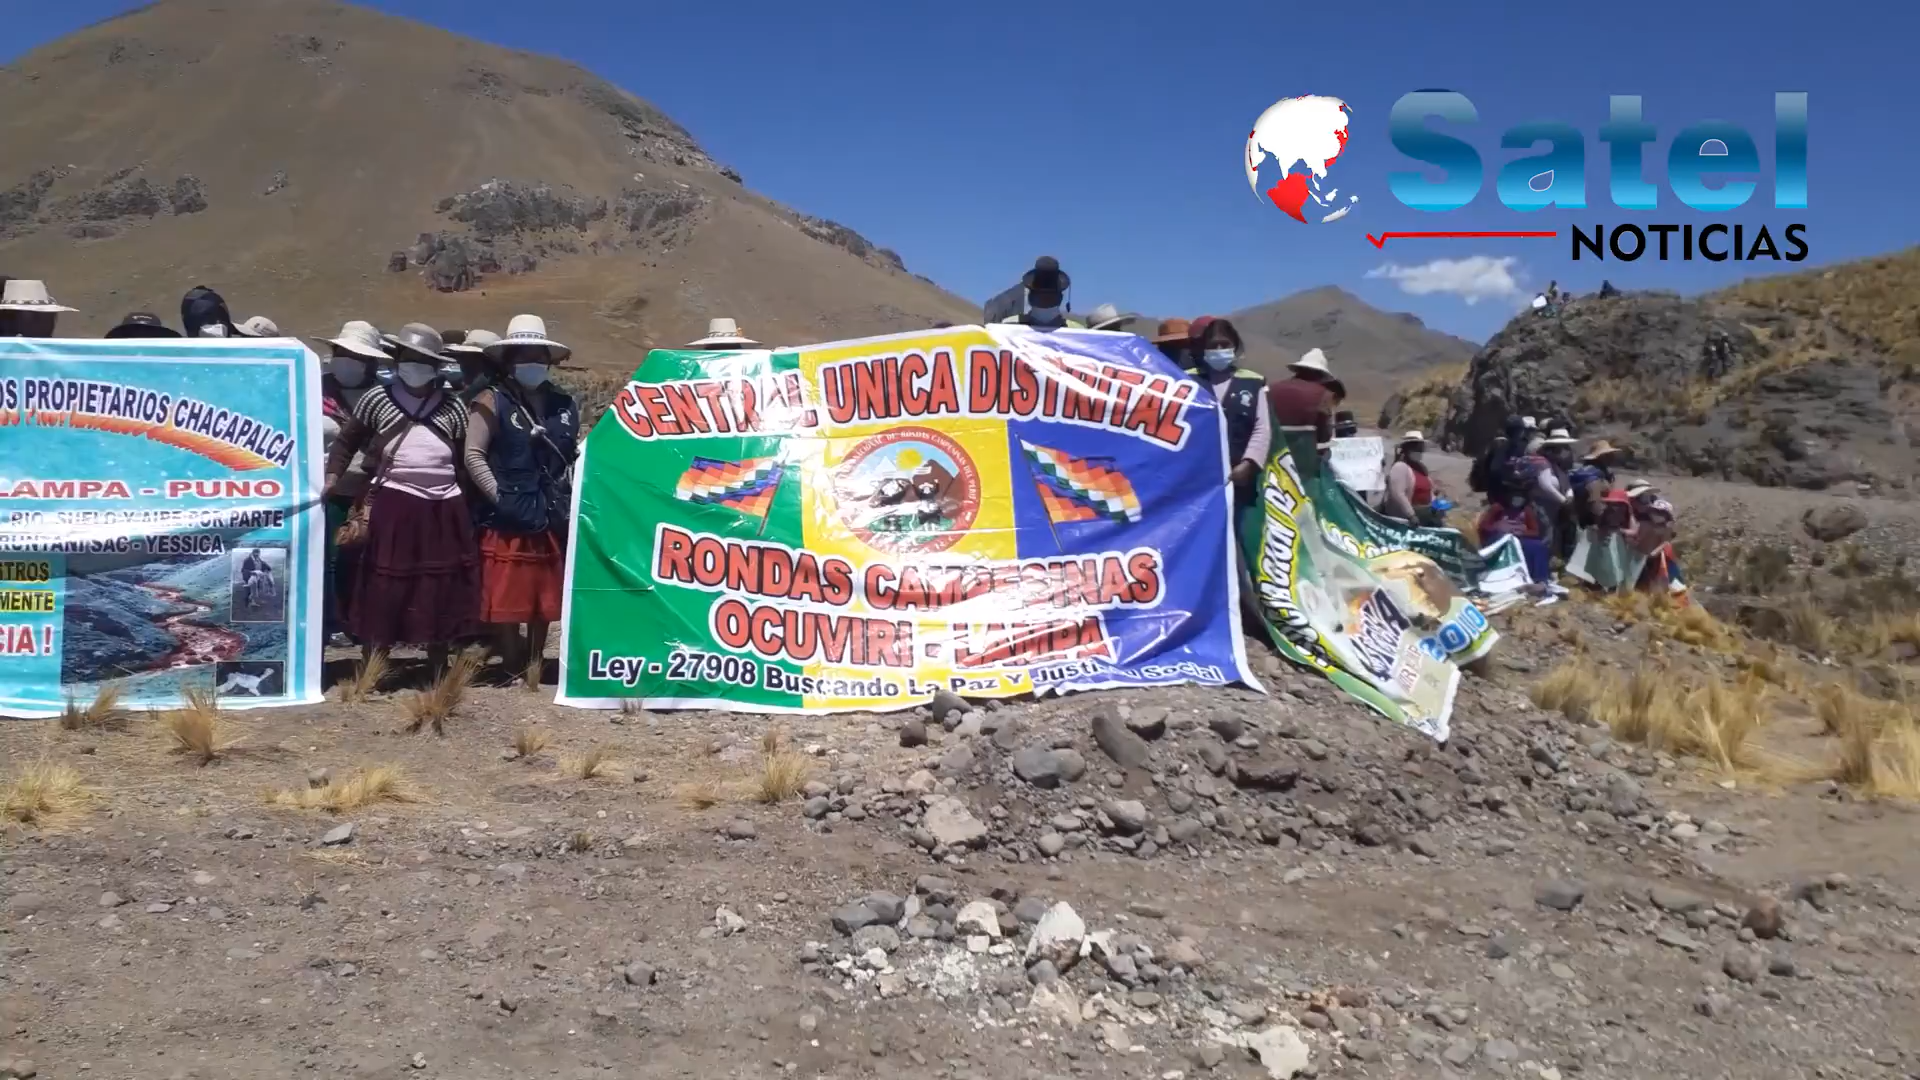 Satel
NOTICIAS
OS PROPIETARIOS CHACAPALCA
LAMPA - PUNO
RIO, SUELO Y AIRE POR PARTE
RUNTANI SAC - YESSICA
STROS
MENTE
CIA !
CENTRAL UNICA DISTRITAL
RONDAS CAMPESINAS
OCUVIRI - LAMPA
Ley - 27908 Buscando La Paz Y Justicia Social
2010